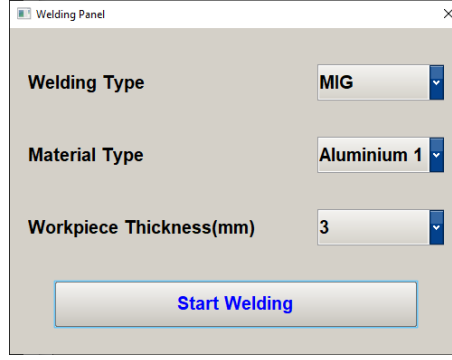 Welding Panel
Welding Type MIG
Material Type Aluminium 1
Workpiece Thickness(mm) 3
Start Welding